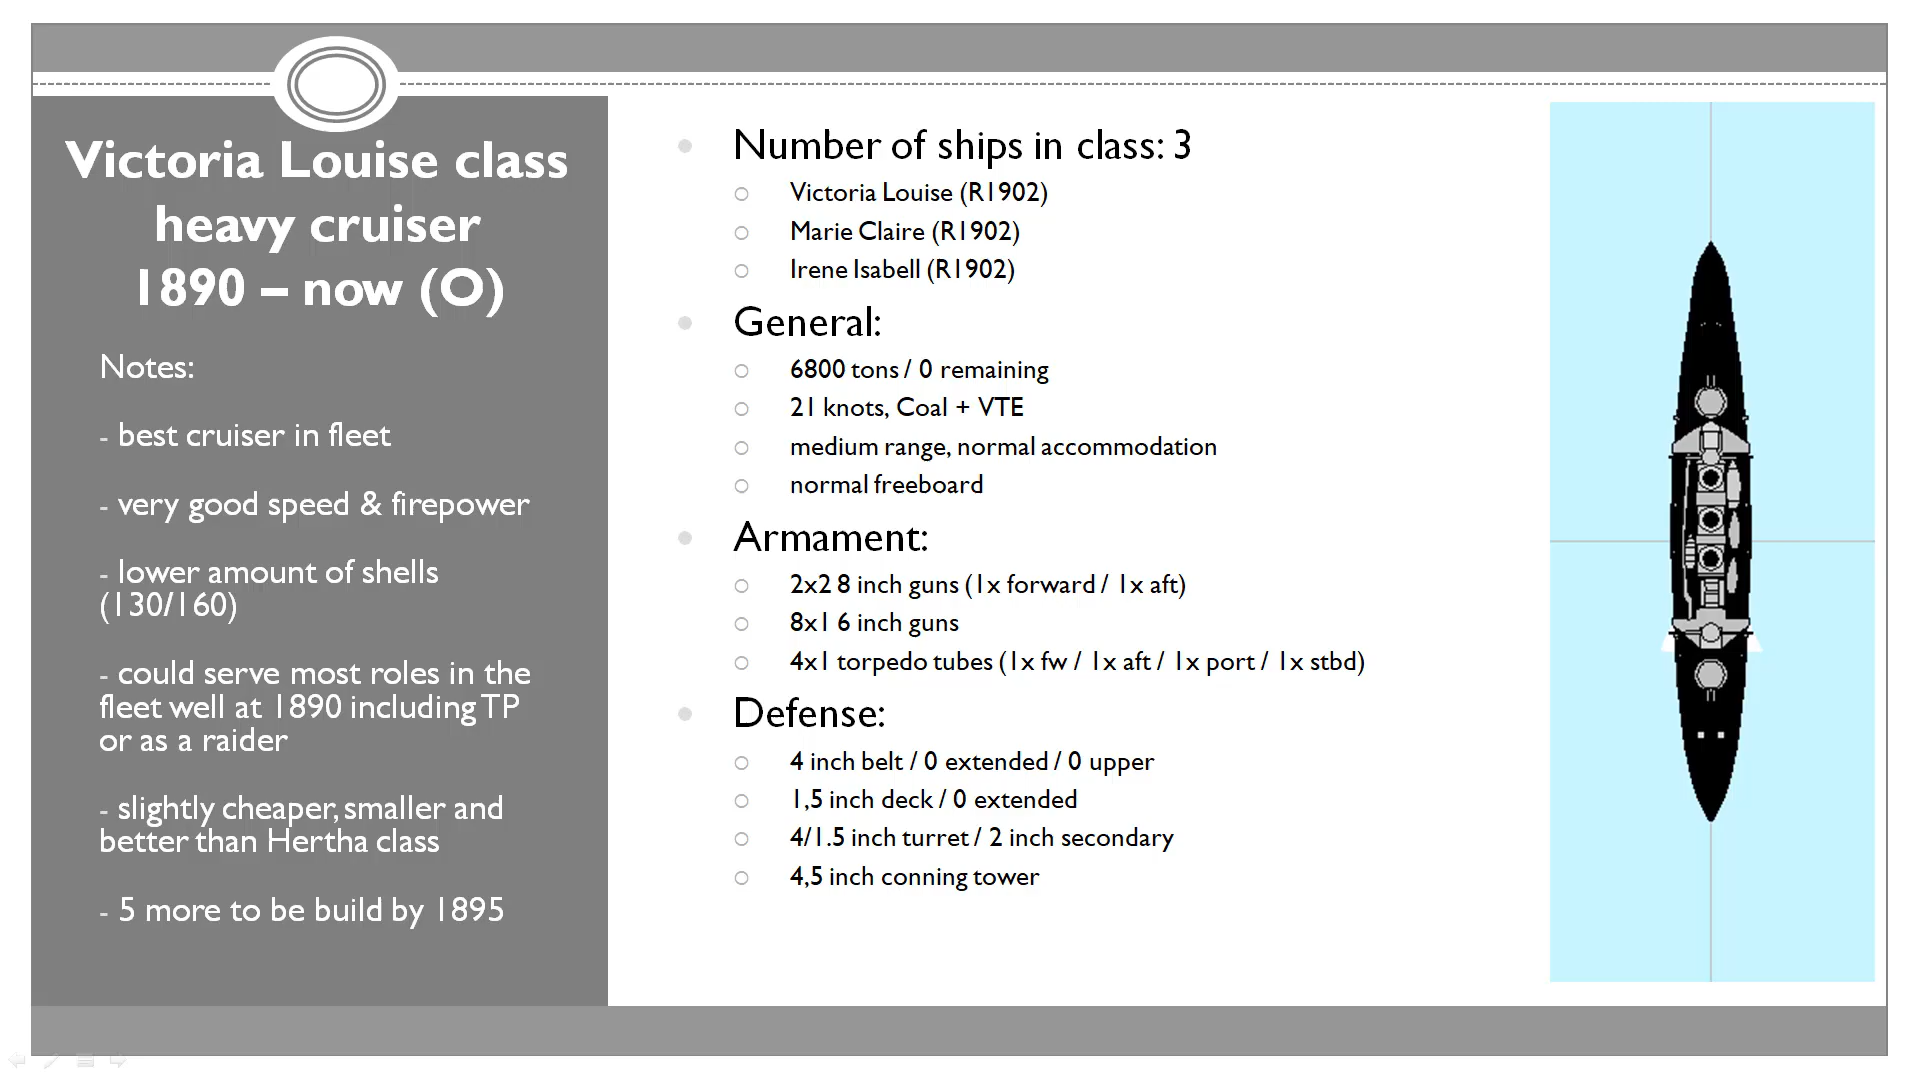 Victoria Louise class
heavy cruiser
1890 – now (O)
Notes:
- best cruiser in fleet
- very good speed & firepower
- lower amount of shells
(130/160)
- could serve most roles in the
fleet well at 1890 including TP
or as a raider
- slightly cheaper, smaller and
better than Hertha class
- 5 more to be build by 1895
Number of ships in class: 3
Victoria Louise (R1902)
Marie Claire (R1902)
Irene Isabell (R1902)
General:
6800 tons / 0 remaining
21 knots, Coal + VTE
medium range, normal accommodation
normal freeboard
Armament:
2x2 8 inch guns (1x forward / 1x aft)
8x1 6 inch guns
4x1 torpedo tubes (1x fw / 1x aft / 1x port / 1x stbd)
Defense:
4 inch belt / 0 extended / 0 upper
1,5 inch deck / 0 extended
4/1.5 inch turret / 2 inch secondary
4,5 inch conning tower